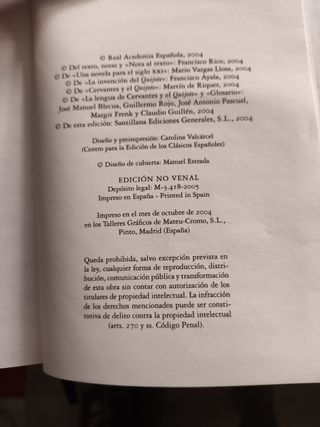 © Real Academia Española, 2004
© Del texto, notas y «Nota al texto»: Francisco Rico, 2004
© De «Una novela para el siglo XXI»: Mario Vargas Llosa, 2004
© De «La invención del Quijote»: Francisco Ayala, 2004
© De «Cervantes y el Quijote»: Martín de Riquer, 2004
© De «La lengua de Cervantes y el Quijote» y «Glosario»:
José Manuel Blecua, Guillermo Rojo, José Antonio Pascual,
Margit Frenk y Claudio Guillén, 2004
© De esta edición: Santillana Ediciones Generales, S.L., 2004
Diseño y preimpresión: Carolina Valcárcel
(Centro para la Edición de los Clásicos Españoles)
© Diseño de cubierta: Manuel Estrada
EDICIÓN NO VENAL
Depósito legal: M-3.418-2005
Impreso en España - Printed in Spain
Impreso en el mes de octubre de 2004
en los Talleres Gráficos de Mateu-Cromo, S.L.,
Pinto, Madrid (España)
Queda prohibida, salvo excepción prevista en
la ley, cualquier forma de reproducción, distri-
bución, comunicación pública y transformación
de esta obra sin contar con autorización de los
titulares de propiedad intelectual. La infracción
de los derechos mencionados puede ser consti-
tutiva de delito contra la propiedad intelectual
(arts. 270 y ss. Código Penal).